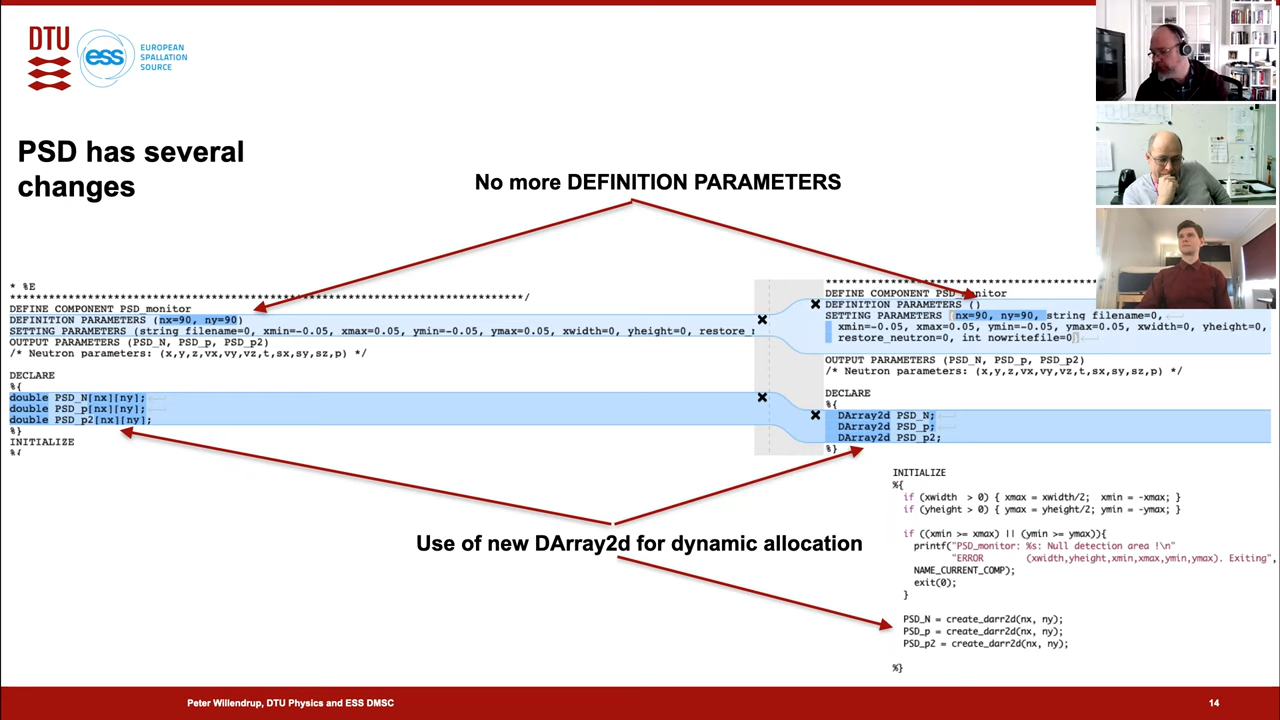 DTU
ess
EUROPEAN
SPALLATION
SOURCE
PSD has several
changes
No more DEFINITION PARAMETERS
* %E
*******************************************************************************/
DEFINE COMPONENT PSD_monitor
DEFINITION PARAMETERS (nx=90, ny=90)
SETTING PARAMETERS (string filename=0, xmin=-0.05, xmax=0.05, ymin=-0.05, ymax=0.05, xwidth=0, yheight=0, restore_
OUTPUT PARAMETERS (PSD_N, PSD_p, PSD_p2)
/* Neutron parameters: (x,y,z,vx,vy,vz,t,sx,sy,sz,p) */
DECLARE
%{
double PSD_N[nx][ny];
double PSD_p[nx][ny];
double PSD_p2[nx][ny];
%}
INITIALIZE
%{
*****************************************
DEFINE COMPONENT PSD_monitor
DEFINITION PARAMETERS ()
SETTING PARAMETERS (nx=90, ny=90, string filename=0,
xmin=-0.05, xmax=0.05, ymin=-0.05, ymax=0.05, xwidth=0, yheight=0,
restore_neutron=0, int nowritefile=0)
OUTPUT PARAMETERS (PSD_N, PSD_p, PSD_p2)
/* Neutron parameters: (x,y,z,vx,vy,vz,t,sx,sy,sz,p) */
DECLARE
%{
DArray2d PSD_N;
DArray2d PSD_p;
DArray2d PSD_p2;
%}
Use of new DArray2d for dynamic allocation
INITIALIZE
%{
if (xwidth > 0) { xmax = xwidth/2; xmin = -xmax; }
if (yheight > 0) { ymax = yheight/2; ymin = -ymax; }
if ((xmin >= xmax) || (ymin >= ymax)){
printf("PSD_monitor: %s: Null detection area !\n"
"ERROR (xwidth,yheight,xmin,xmax,ymin,ymax). Exiting",
NAME_CURRENT_COMP);
exit(0);
}
PSD_N = create_darr2d(nx, ny);
PSD_p = create_darr2d(nx, ny);
PSD_p2 = create_darr2d(nx, ny);
%}
Peter Willendrup, DTU Physics and ESS DMSC
14